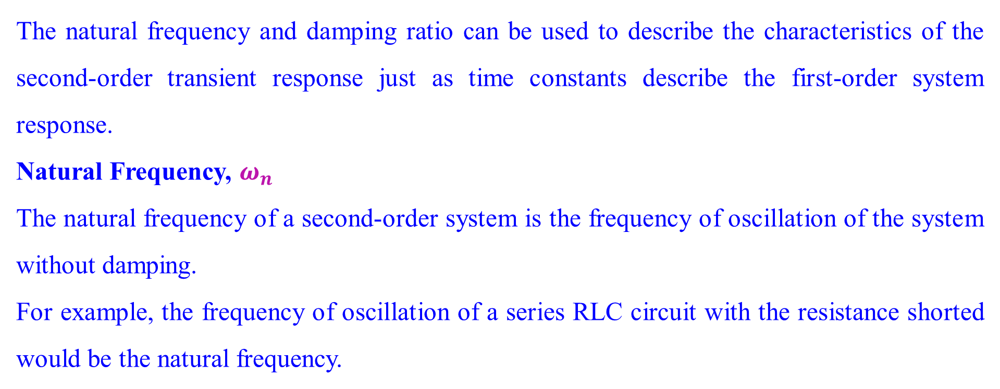 The natural frequency and damping ratio can be used to describe the characteristics of the
second-order transient response just as time constants describe the first-order system
response.
Natural Frequency, ωn
The natural frequency of a second-order system is the frequency of oscillation of the system
without damping.
For example, the frequency of oscillation of a series RLC circuit with the resistance shorted
would be the natural frequency.